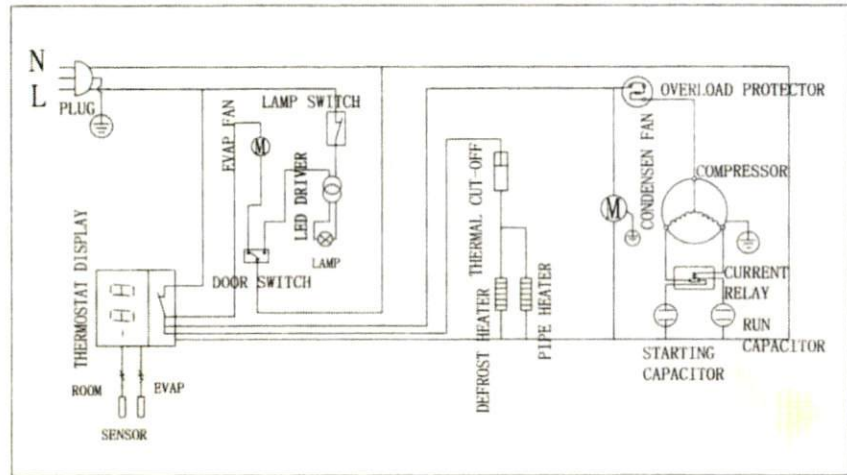 N
L
PLUG
LAMP SWITCH
OVERLOAD PROTECTOR
EVAP FAN
M
LED DRIVER
LAMP
DOOR SWITCH
THERMOSTAT DISPLAY
ROOM
EVAP
SENSOR
THERMAL CUT-OFF
DEFROST HEATER
PIPE HEATER
M
CONDENSEN FAN
COMPRESSOR
CURRENT
RELAY
RUN
CAPACITOR
STARTING
CAPACITOR